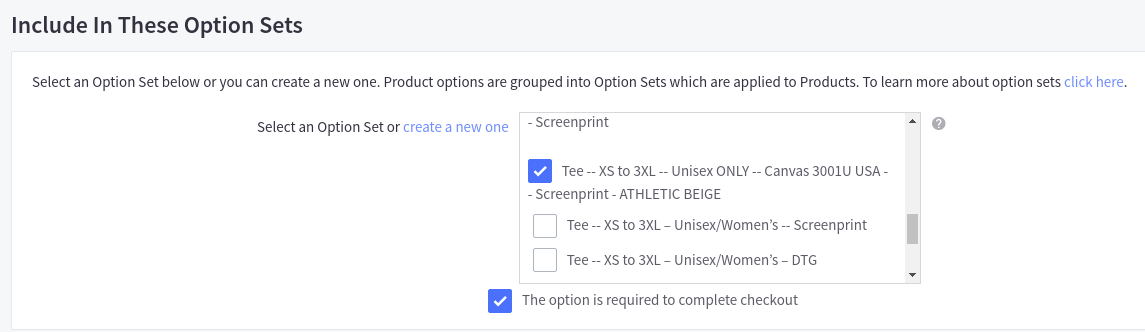 Include In These Option Sets
Select an Option Set below or you can create a new one. Product options are grouped into Option Sets which are applied to Products. To learn more about option sets click here.
Select an Option Set or create a new one
- Screenprint
Tee -- XS to 3XL -- Unisex ONLY -- Canvas 3001U USA -
- Screenprint - ATHLETIC BEIGE
Tee -- XS to 3XL – Unisex/Women’s -- Screenprint
Tee -- XS to 3XL – Unisex/Women’s – DTG
The option is required to complete checkout